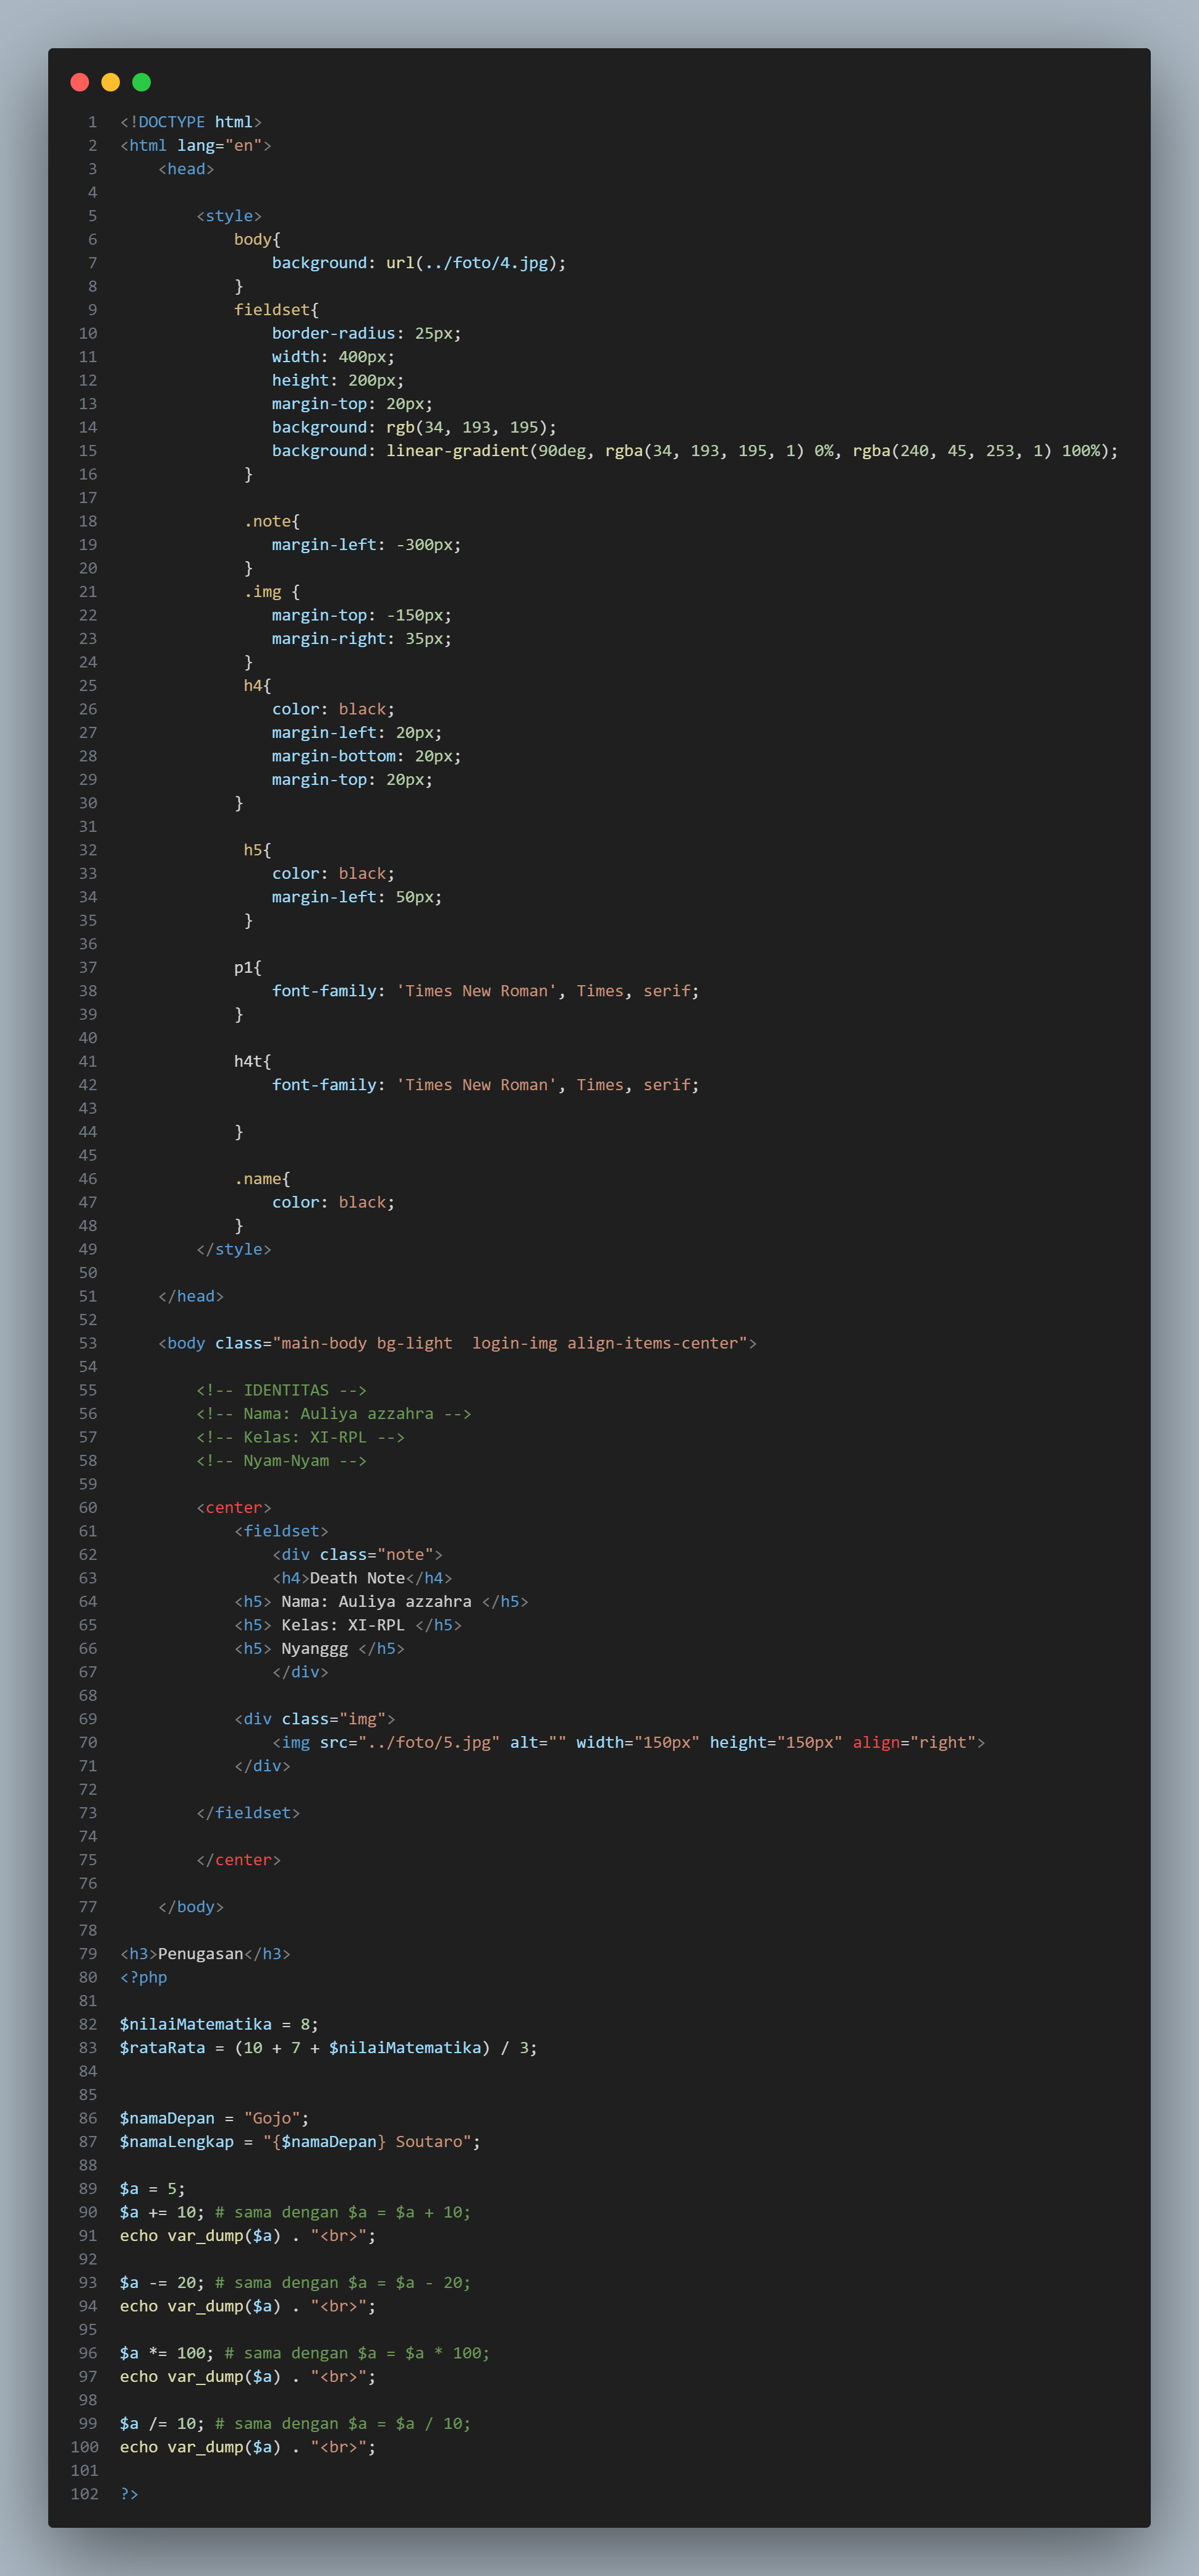 1 <!DOCTYPE html>
2 <html lang="en">
3     <head>
4
5         <style>
6             body{
7                 background: url(../foto/4.jpg);
8             }
9             fieldset{
10                 border-radius: 25px;
11                 width: 400px;
12                 height: 200px;
13                 margin-top: 20px;
14                 background: rgb(34, 193, 195);
15                 background: linear-gradient(90deg, rgba(34, 193, 195, 1) 0%, rgba(240, 45, 253, 1) 100%);
16              }
17
18              .note{
19                 margin-left: -300px;
20              }
21              .img {
22                 margin-top: -150px;
23                 margin-right: 35px;
24              }
25              h4{
26                 color: black;
27                 margin-left: 20px;
28                 margin-bottom: 20px;
29                 margin-top: 20px;
30             }
31
32              h5{
33                 color: black;
34                 margin-left: 50px;
35              }
36
37             p1{
38                 font-family: 'Times New Roman', Times, serif;
39             }
40
41             h4t{
42                 font-family: 'Times New Roman', Times, serif;
43
44             }
45
46             .name{
47                 color: black;
48             }
49         </style>
50
51     </head>
52
53     <body class="main-body bg-light  login-img align-items-center">
54
55         <!-- IDENTITAS -->
56         <!-- Nama: Auliya azzahra -->
57         <!-- Kelas: XI-RPL -->
58         <!-- Nyam-Nyam -->
59
60         <center>
61             <fieldset>
62                 <div class="note">
63                 <h4>Death Note</h4>
64             <h5> Nama: Auliya azzahra </h5>
65             <h5> Kelas: XI-RPL </h5>
66             <h5> Nyanggg </h5>
67                 </div>
68
69             <div class="img">
70                 <img src="../foto/5.jpg" alt="" width="150px" height="150px" align="right">
71             </div>
72
73         </fieldset>
74
75         </center>
76
77     </body>
78
79 <h3>Penugasan</h3>
80 <?php
81
82 $nilaiMatematika = 8;
83 $rataRata = (10 + 7 + $nilaiMatematika) / 3;
84
85
86 $namaDepan = "Gojo";
87 $namaLengkap = "{$namaDepan} Soutaro";
88
89 $a = 5;
90 $a += 10; # sama dengan $a = $a + 10;
91 echo var_dump($a) . "<br>";
92
93 $a -= 20; # sama dengan $a = $a - 20;
94 echo var_dump($a) . "<br>";
95
96 $a *= 100; # sama dengan $a = $a * 100;
97 echo var_dump($a) . "<br>";
98
99 $a /= 10; # sama dengan $a = $a / 10;
100 echo var_dump($a) . "<br>";
101
102 ?>